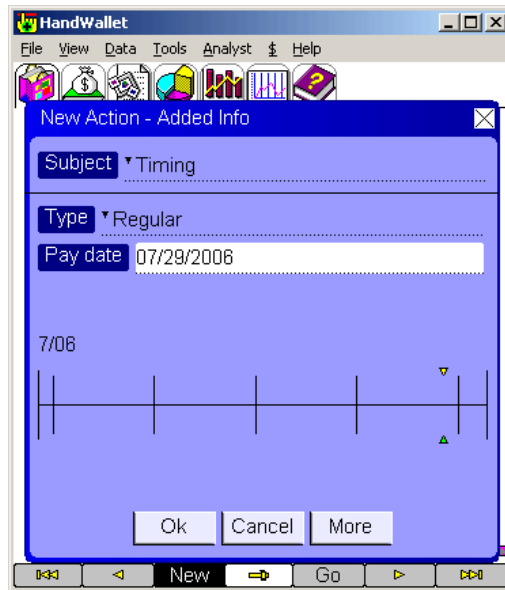 HandWallet
File View Data Tools Analyst $ Help
New Action - Added Info
Subject Timing
Type Regular
Pay date 07/29/2006
7/06
Ok Cancel More
New Go